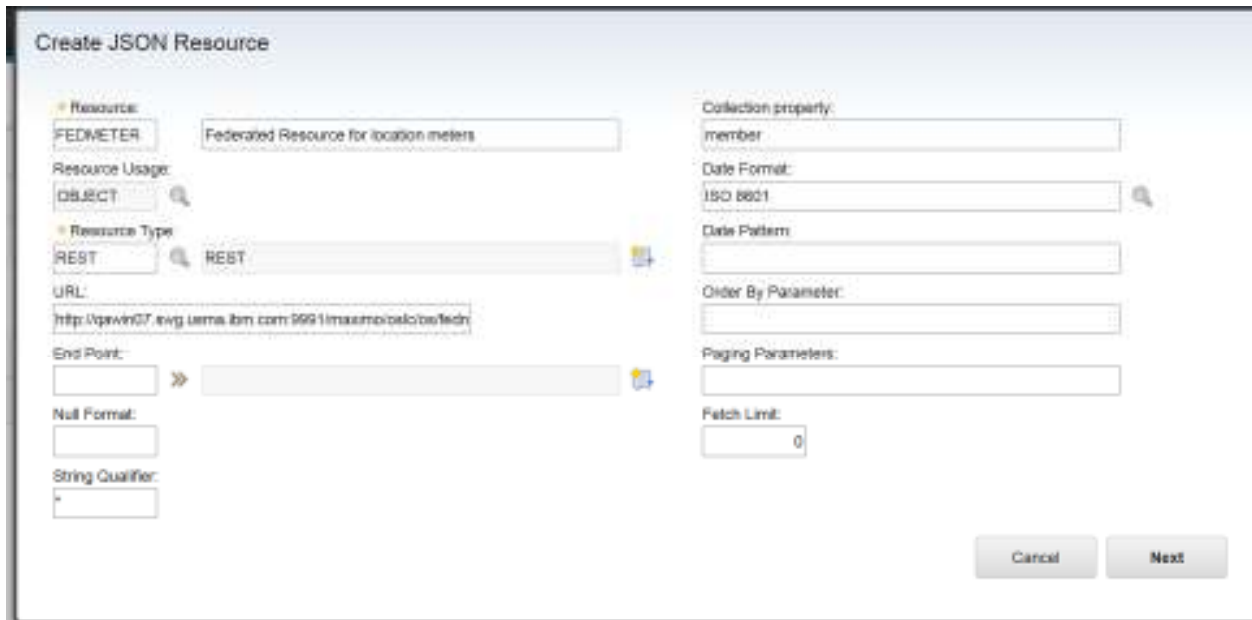 Create JSON Resource
* Resource:
FEDMETER Federated Resource for location meters
Resource Usage:
OBJECT
* Resource Type
REST REST
URL:
End Point:
Null Format:
String Qualifier:
"
Collection property:
member
Date Format:
ISO 8601
Date Pattern:
Order By Parameter:
Paging Parameters:
Fetch Limit:
0
Cancel Next